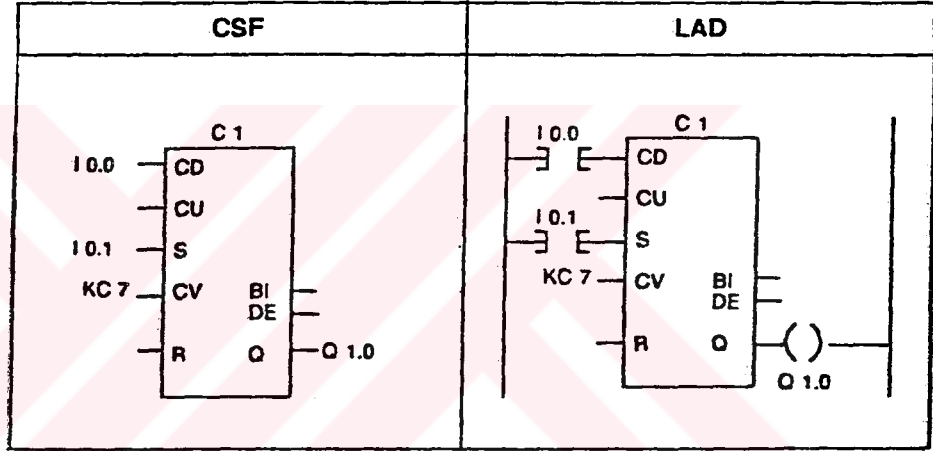 CSF
LAD
C 1
I 0.0
CD
CU
I 0.1
S
KC 7
CV
BI
DE
R
Q
Q 1.0
C 1
I 0.0
CD
CU
I 0.1
S
KC 7
CV
BI
DE
R
Q
Q 1.0